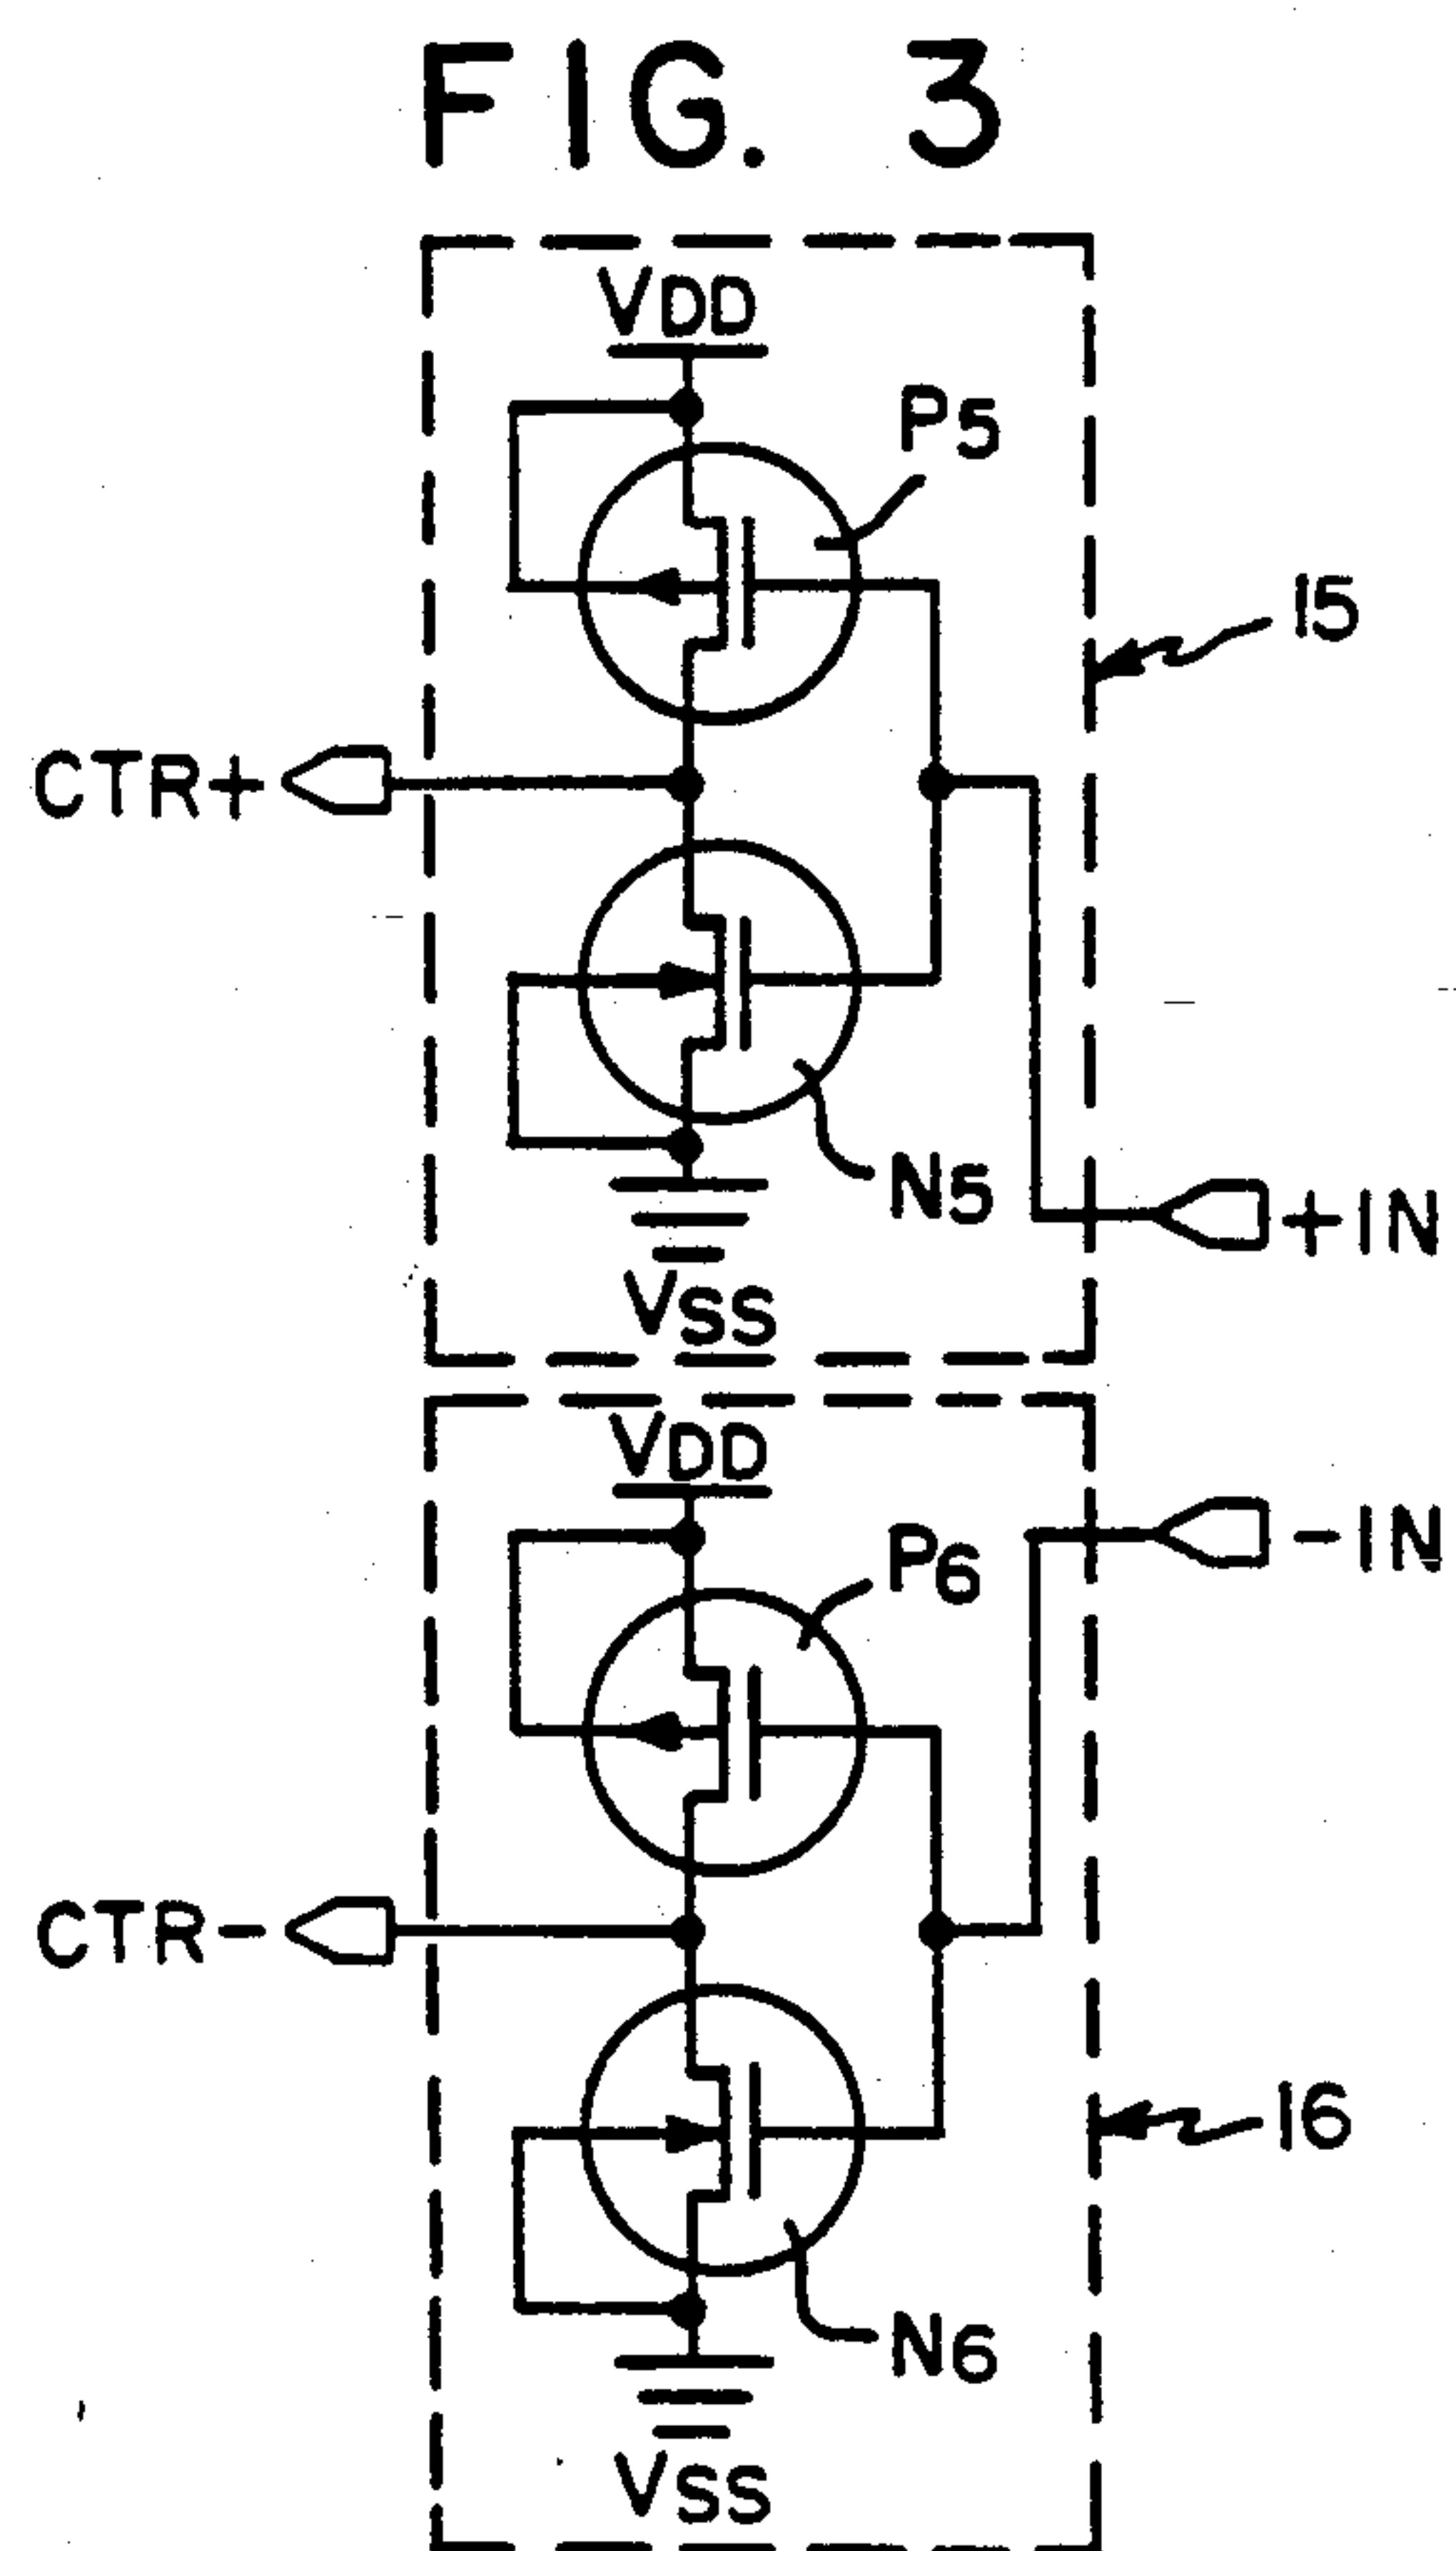 FIG. 3
VDD
P5
15
CTR+
N5
+IN
VSS
VDD
-IN
P6
CTR-
16
N6
VSS